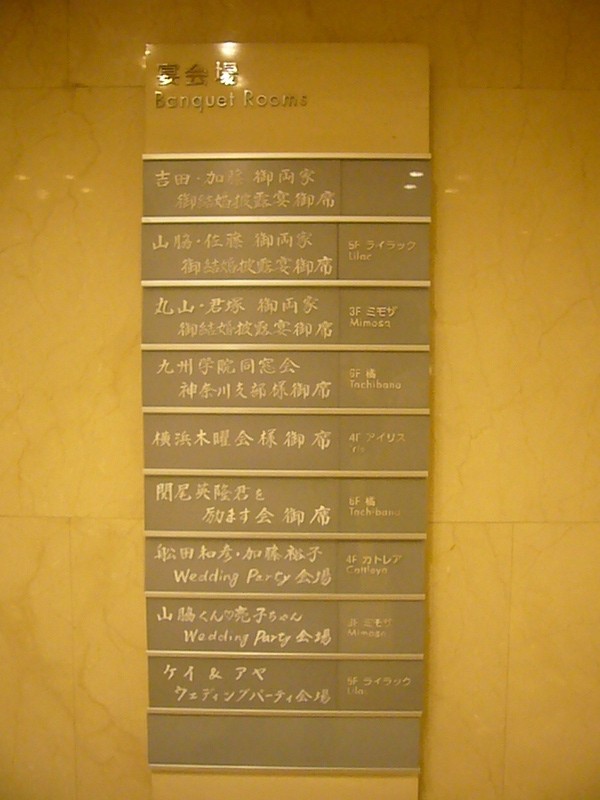 宴会場
Banquet Rooms
吉田・加藤 御両家
御結婚披露宴御席
山脇・佐藤 御両家
御結婚披露宴御席
5F ライラック
Lilac
丸山・君塚 御両家
御結婚披露宴御席
3F ミモザ
Mimosa
九州学院同窓会
神奈川支部様御席
橘
Tachibana
横浜木曜会様御席
4F アイリス
Iris
関尾英隆君を
励ます会 御席
橘
Tachibana
舩田和彦・加藤裕子
Wedding Party 会場
4F カトレア
Cattleya
山脇くん♡亮子ちゃん
Wedding Party 会場
3F ミモザ
Mimosa
ケイ & アヤ
ウェディングパーティ会場
5F ライラック
Lilac